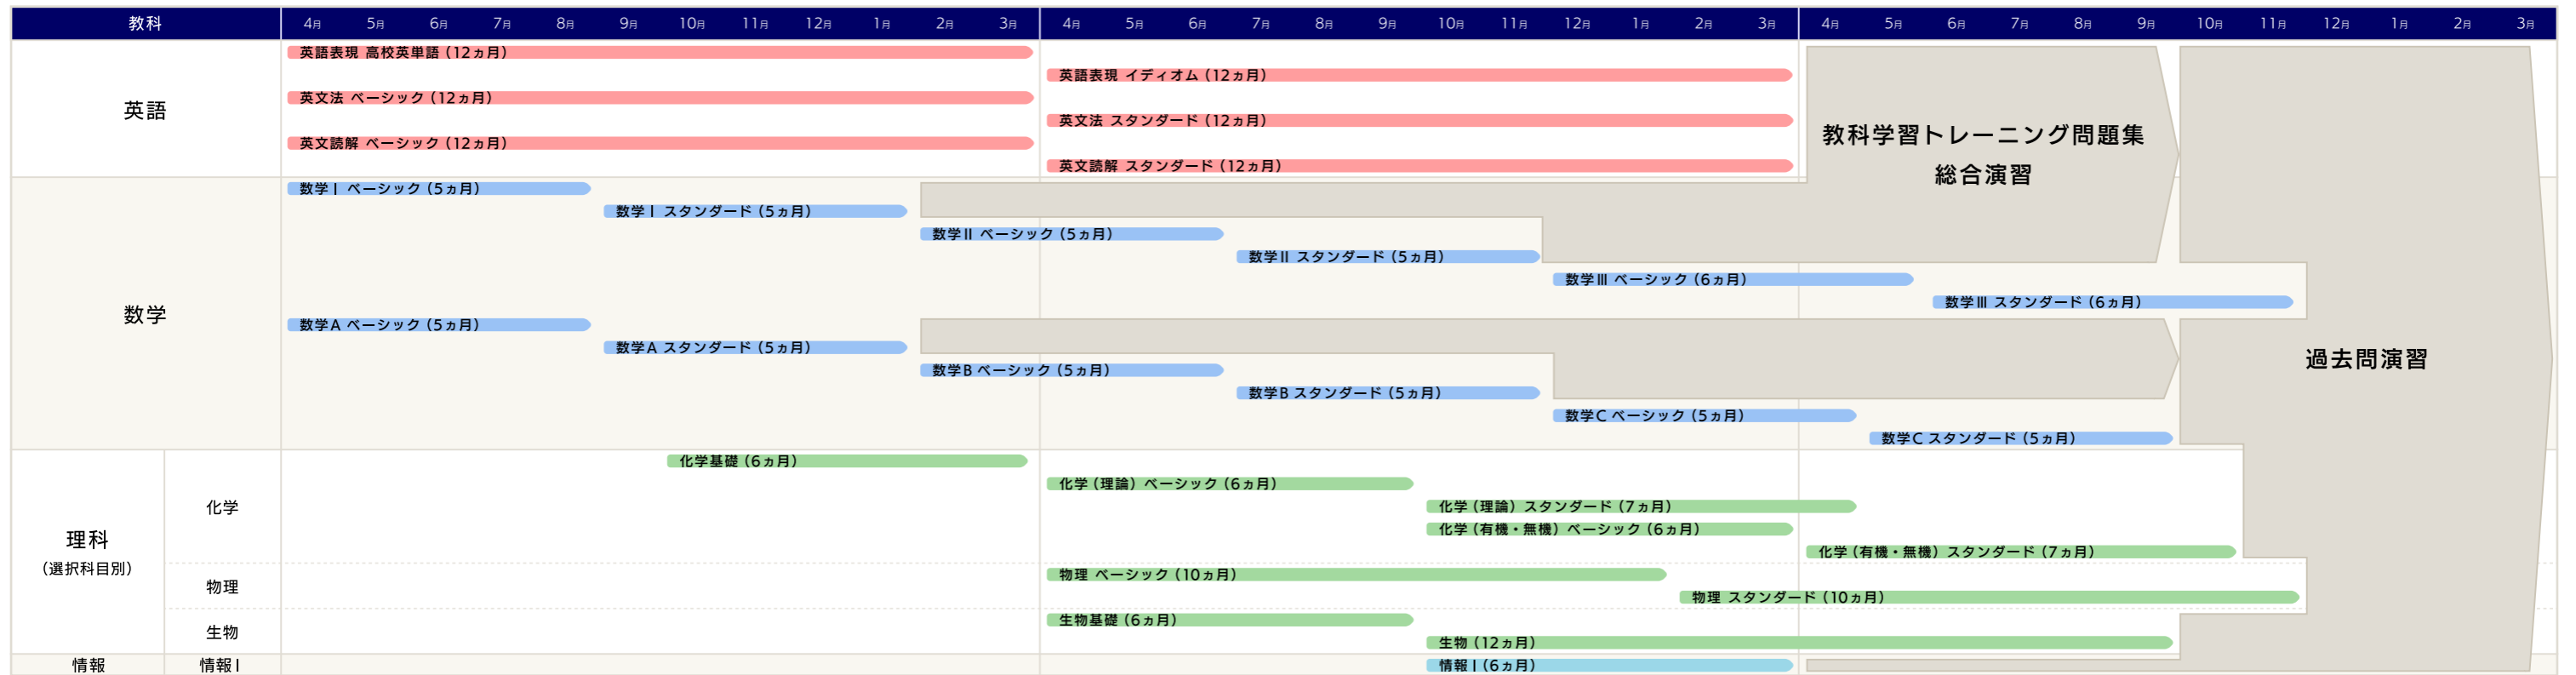 教科 4月 5月 6月 7月 8月 9月 10月 11月 12月 1月 2月 3月 4月 5月 6月 7月 8月 9月 10月 11月 12月 1月 2月 3月 4月 5月 6月 7月 8月 9月 10月 11月 12月 1月 2月 3月
英語
英語表現 高校英単語（12ヵ月）
英語表現 イディオム（12ヵ月）
英文法 ベーシック（12ヵ月）
英文法 スタンダード（12ヵ月）
英文読解 ベーシック（12ヵ月）
英文読解 スタンダード（12ヵ月）
教科学習トレーニング問題集
総合演習
数学
数学Ⅰ ベーシック（5ヵ月）
数学Ⅰ スタンダード（5ヵ月）
数学II ベーシック（5ヵ月）
数学II スタンダード（5ヵ月）
数学III ベーシック（6ヵ月）
数学III スタンダード（6ヵ月）
数学A ベーシック（5ヵ月）
数学A スタンダード（5ヵ月）
数学B ベーシック（5ヵ月）
数学B スタンダード（5ヵ月）
数学C ベーシック（5ヵ月）
数学C スタンダード（5ヵ月）
過去問演習
理科
（選択科目別）
化学
化学基礎（6ヵ月）
化学（理論）ベーシック（6ヵ月）
化学（理論）スタンダード（7ヵ月）
化学（有機・無機）ベーシック（6ヵ月）
化学（有機・無機）スタンダード（7ヵ月）
物理
物理 ベーシック（10ヵ月）
物理 スタンダード（10ヵ月）
生物
生物基礎（6ヵ月）
生物（12ヵ月）
情報 情報Ⅰ
情報Ⅰ（6ヵ月）